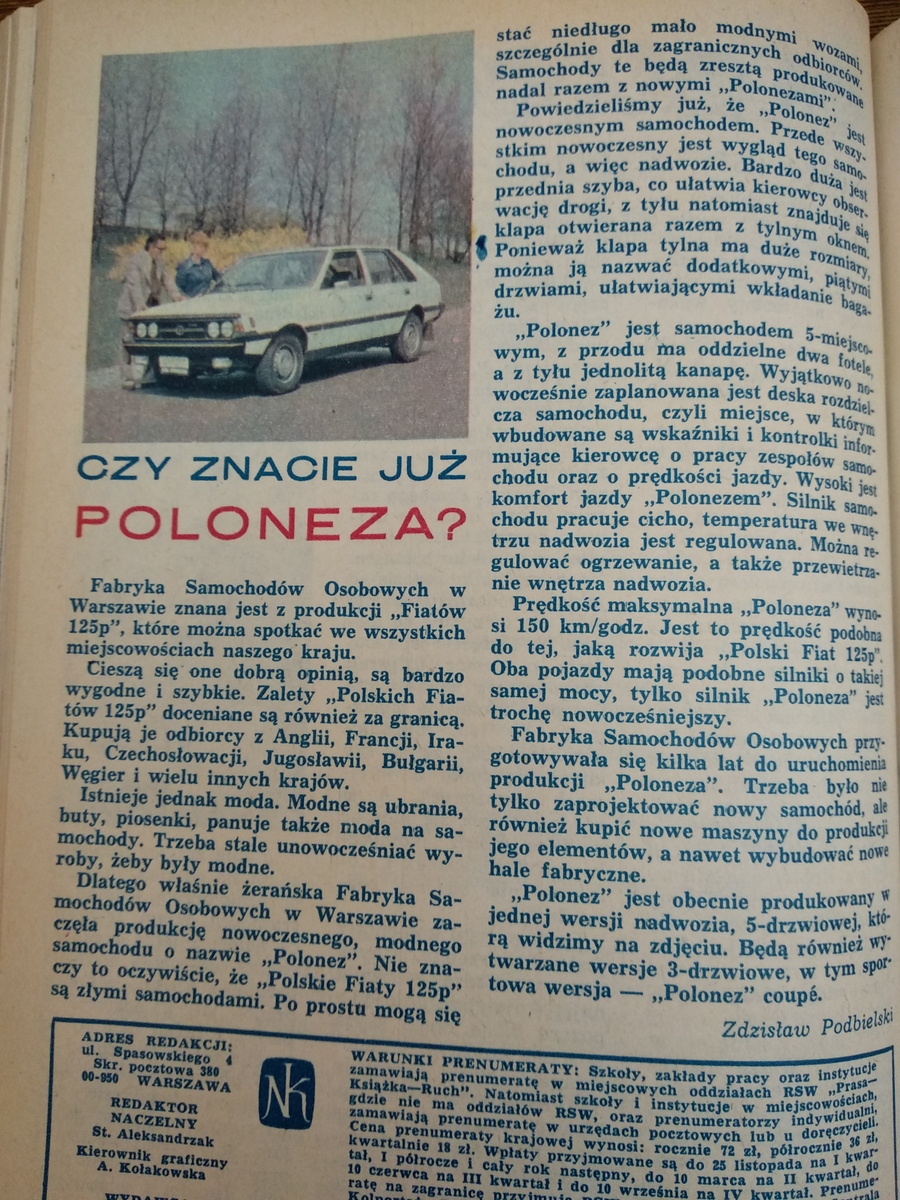 CZY ZNACIE JUŻ
POLONEZA?
Fabryka Samochodów Osobowych w
Warszawie znana jest z produkcji „Fiatów
125p", które można spotkać we wszystkich
miejscowościach naszego kraju.
Cieszą się one dobrą opinią, są bardzo
wygodne i szybkie. Zalety „Polskich Fia-
tów 125p" doceniane są również za granicą.
Kupują je odbiorcy z Anglii, Francji, Ira-
ku, Czechosłowacji, Jugosławii, Bułgarii,
Węgier i wielu innych krajów.
Istnieje jednak moda. Modne są ubrania,
buty, piosenki, panuje także moda na sa-
mochody. Trzeba stale unowocześniać wy-
roby, żeby były modne.
Dlatego właśnie żerańska Fabryka Sa-
mochodów Osobowych w Warszawie za-
częła produkcję nowoczesnego, modnego
samochodu o nazwie „Polonez". Nie zna-
czy to oczywiście, że „Polskie Fiaty 125p"
są złymi samochodami. Po prostu mogą się
stać niedługo mało modnymi wozami,
szczególnie dla zagranicznych odbiorców.
Samochody te będą zresztą produkowane
nadal razem z nowymi „Polonezami".
Powiedzieliśmy już, że „Polonez" jest
nowoczesnym samochodem. Przede wszy-
stkim nowoczesny jest wygląd tego samo-
chodu, a więc nadwozie. Bardzo duża jest
przednia szyba, co ułatwia kierowcy obser-
wację drogi, z tyłu natomiast znajduje się
klapa otwierana razem z tylnym oknem.
Ponieważ klapa tylna ma duże rozmiary,
można ją nazwać dodatkowymi, piątymi
drzwiami, ułatwiającymi wkładanie baga-
żu.
„Polonez" jest samochodem 5-miejsco-
wym, z przodu ma oddzielne dwa fotele,
a z tyłu jednolitą kanapę. Wyjątkowo no-
wocześnie zaplanowana jest deska rozdziel-
cza samochodu, czyli miejsce, w którym
wbudowane są wskaźniki i kontrolki infor-
mujące kierowcę o pracy zespołów samo-
chodu oraz o prędkości jazdy. Wysoki jest
komfort jazdy „Polonezem". Silnik samo-
chodu pracuje cicho, temperatura we wnę-
trzu nadwozia jest regulowana. Można re-
gulować ogrzewanie, a także przewietrza-
nie wnętrza nadwozia.
Prędkość maksymalna „Poloneza" wyno-
si 150 km/godz. Jest to prędkość podobna
do tej, jaką rozwija „Polski Fiat 125p".
Oba pojazdy mają podobne silniki o takiej
samej mocy, tylko silnik „Poloneza" jest
trochę nowocześniejszy.
Fabryka Samochodów Osobowych przy-
gotowywała się kilka lat do uruchomienia
produkcji „Poloneza". Trzeba było nie
tylko zaprojektować nowy samochód, ale
również kupić nowe maszyny do produkcji
jego elementów, a nawet wybudować nowe
hale fabryczne.
„Polonez" jest obecnie produkowany w
jednej wersji nadwozia, 5-drzwiowej, któ-
rą widzimy na zdjęciu. Będą również wy-
twarzane wersje 3-drzwiowe, w tym spor-
towa wersja — „Polonez" coupé.
Zdzisław Podbielski
ADRES REDAKCJI:
ul. Spasowskiego 4
Skr. pocztowa 380
00-950 WARSZAWA
REDAKTOR
NACZELNY
St. Aleksandrzak
Kierownik graficzny
A. Kołakowska
NK
WARUNKI PRENUMERATY: Szkoły, zakłady pracy oraz instytucje
zamawiają prenumeratę w miejscowych oddziałach RSW „Prasa—
Książka—Ruch". Natomiast szkoły i instytucje w miejscowościach,
gdzie nie ma oddziałów RSW, oraz prenumeratorzy indywidualni,
zamawiają prenumeratę w urzędach pocztowych lub u doręczycieli.
Cena prenumeraty krajowej wynosi: rocznie 72 zł, półrocznie 36 zł,
kwartalnie 18 zł. Wpłaty przyjmowane są do 25 listopada na I kwar-
tał, I półrocze i cały rok następny, do 10 marca na II kwartał, do
10 czerwca na III kwartał i do 10 września na IV kwartał. Prenume-
ratę na zagranicę przyjmuje